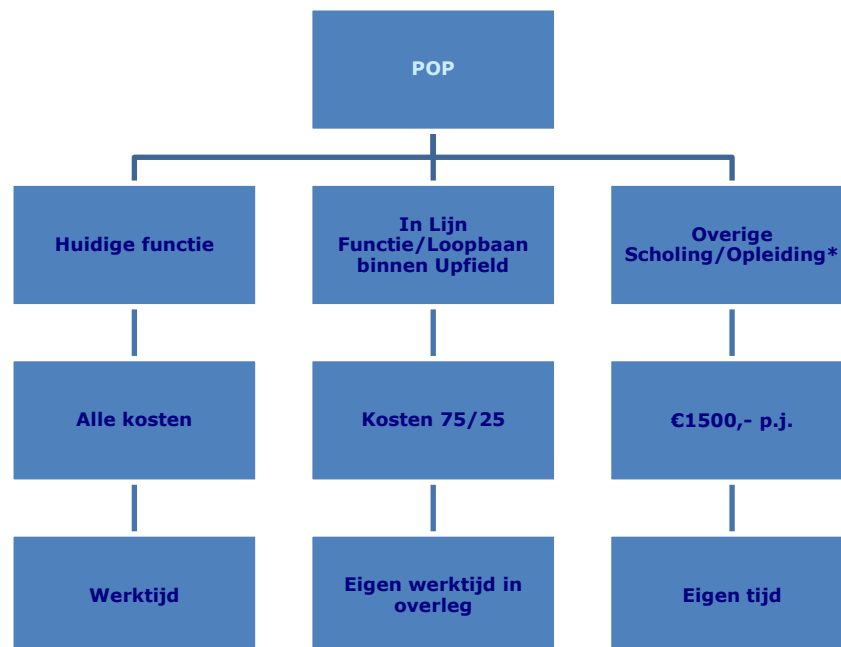 POP
Huidige functie
In Lijn
Functie/Loopbaan
binnen Upfield
Overige
Scholing/Opleiding*
Alle kosten
Kosten 75/25
€1500,- p.j.
Werktijd
Eigen werktijd in
overleg
Eigen tijd